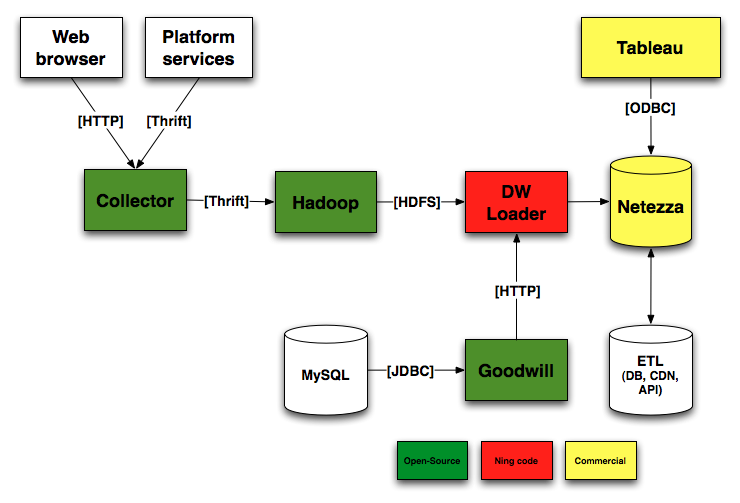 Web
browser
Platform
services
Tableau
[HTTP]
[Thrift]
[ODBC]
Collector
[Thrift]
Hadoop
[HDFS]
DW
Loader
Netezza
[HTTP]
MySQL
[JDBC]
Goodwill
ETL
(DB, CDN,
API)
Open-Source
Ning code
Commercial